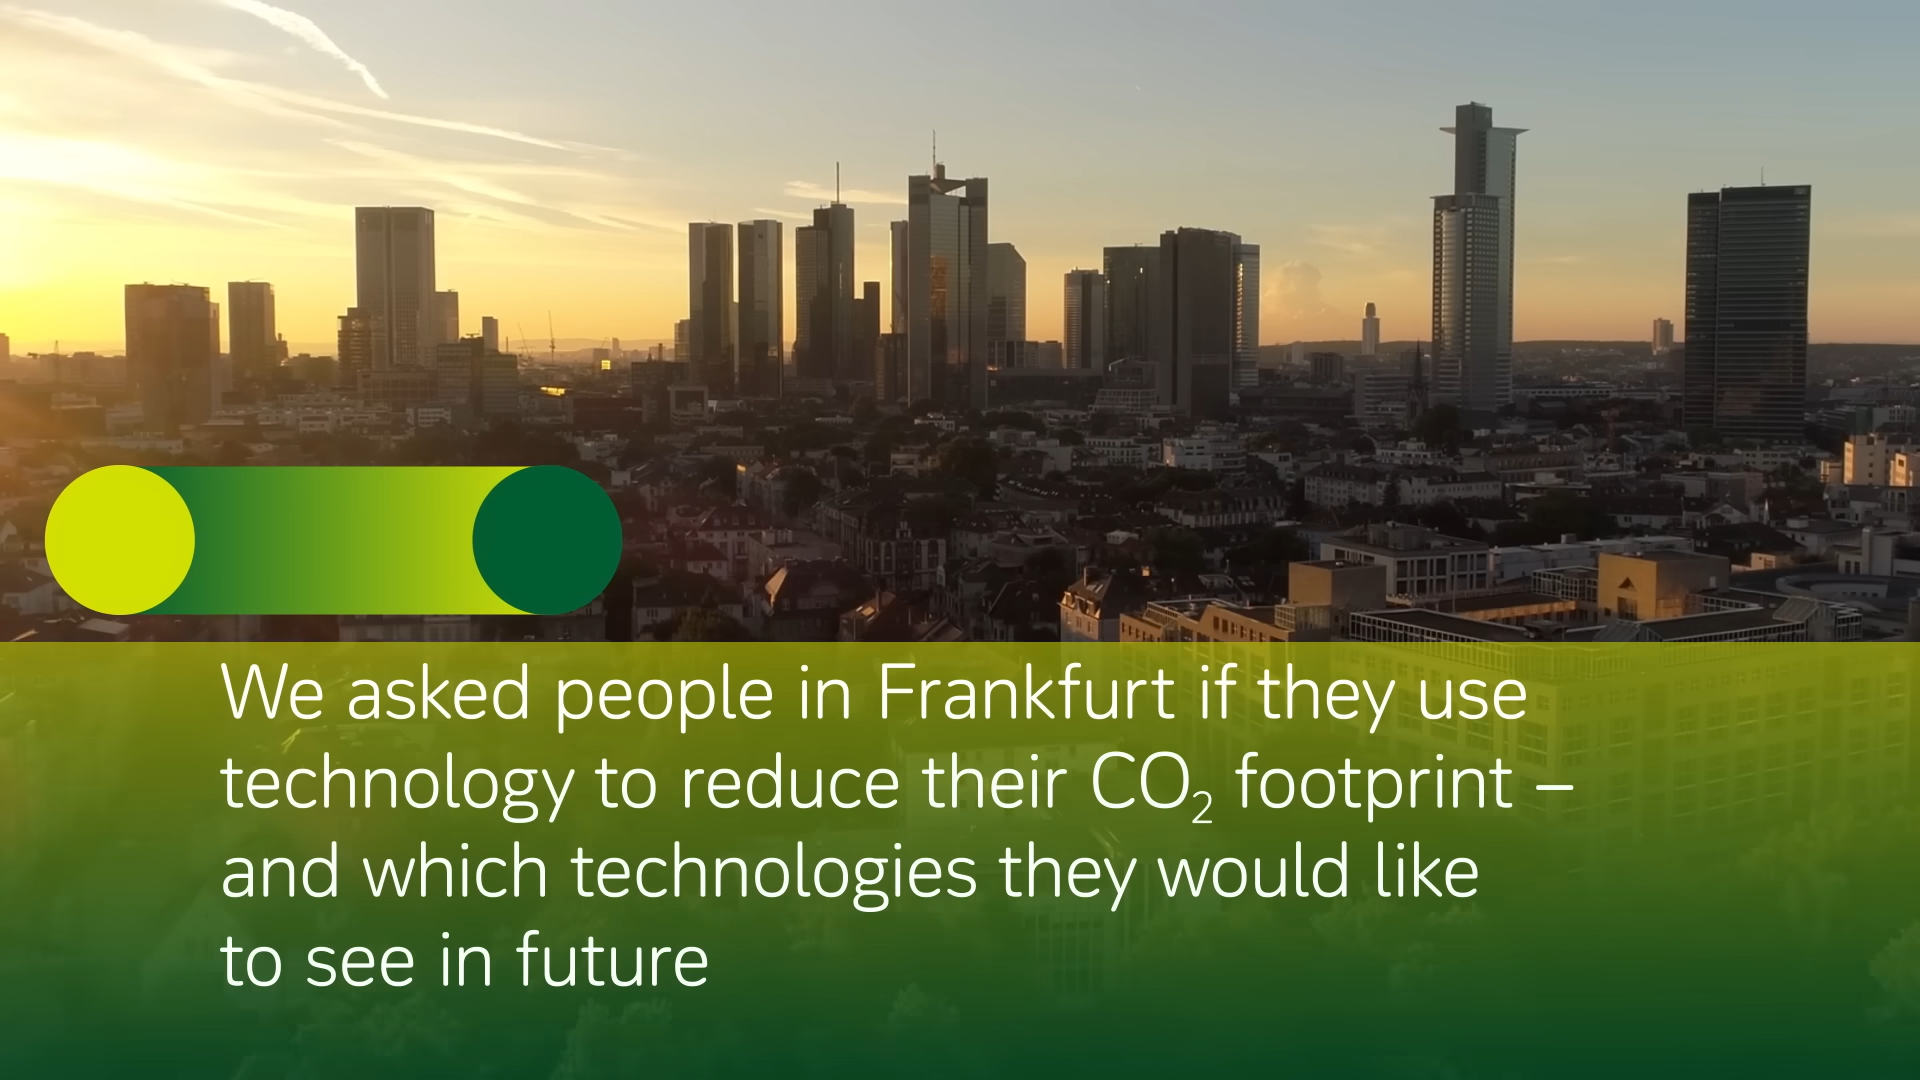 We asked people in Frankfurt if they use
technology to reduce their CO₂ footprint –
and which technologies they would like
to see in future